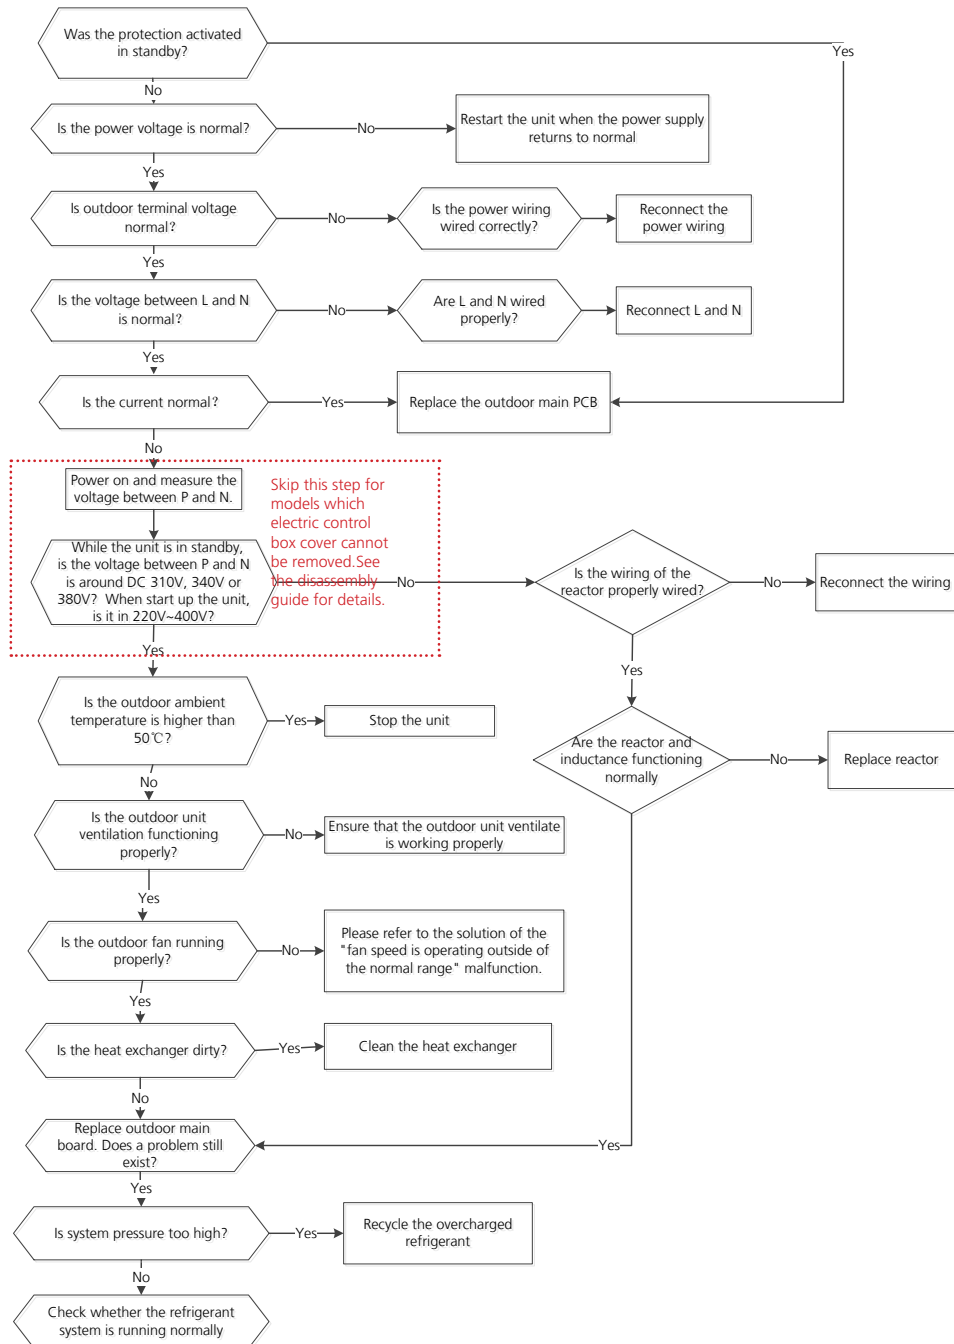 Was the protection activated
in standby?
Yes
No
Is the power voltage is normal?
No
Restart the unit when the power supply
returns to normal
Yes
Is outdoor terminal voltage
normal?
No
Is the power wiring
wired correctly?
Reconnect the
power wiring
Yes
Is the voltage between L and N
is normal?
No
Are L and N wired
properly?
Reconnect L and N
Yes
Is the current normal?
Yes
Replace the outdoor main PCB
No
Power on and measure the
voltage between P and N.
Skip this step for
models which
electric control
box cover cannot
be removed.See
the disassembly
guide for details.
While the unit is in standby,
is the voltage between P and N
is around DC 310V, 340V or
380V? When start up the unit,
is it in 220V~400V?
No
Is the wiring of the
reactor properly wired?
No
Reconnect the wiring
Yes
Yes
Is the outdoor ambient
temperature is higher than
50℃?
Yes
Stop the unit
Are the reactor and
inductance functioning
normally
No
Replace reactor
No
Is the outdoor unit
ventilation functioning
properly?
No
Ensure that the outdoor unit ventilate
is working properly
Yes
Is the outdoor fan running
properly?
No
Please refer to the solution of the
"fan speed is operating outside of
the normal range" malfunction.
Yes
Is the heat exchanger dirty?
Yes
Clean the heat exchanger
No
Replace outdoor main
board. Does a problem still
exist?
Yes
Yes
Is system pressure too high?
Yes
Recycle the overcharged
refrigerant
No
Check whether the refrigerant
system is running normally